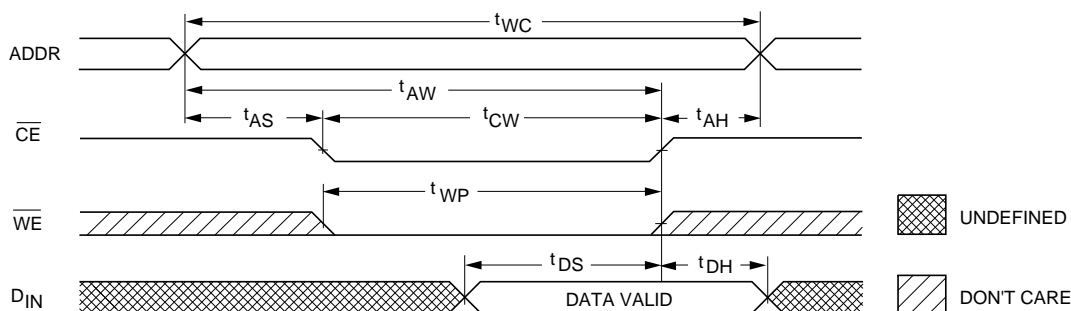 tWC
ADDR
tAW
tAS tCW tAH
CE
tWP
WE
UNDEFINED
tDS tDH
DIN DATA VALID
DON'T CARE